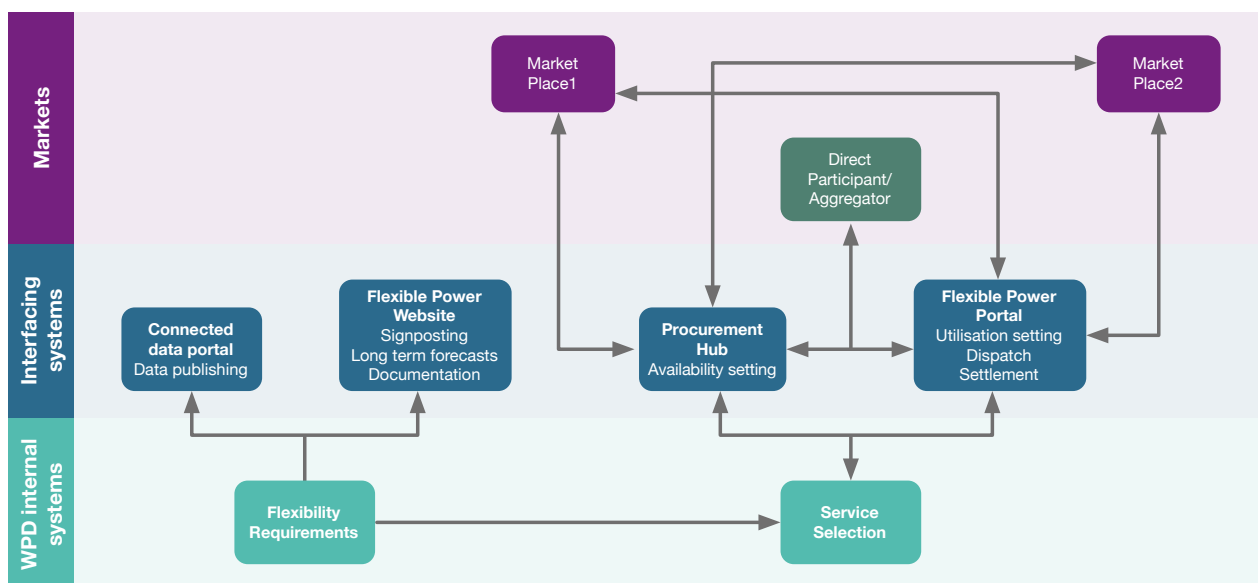 Markets
Market
Place1
Market
Place2
Direct
Participant/
Aggregator
Interfacing
systems
Connected
data portal
Data publishing
Flexible Power
Website
Signposting
Long term forecasts
Documentation
Procurement
Hub
Availability setting
Flexible Power
Portal
Utilisation setting
Dispatch
Settlement
WPD internal
systems
Flexibility
Requirements
Service
Selection